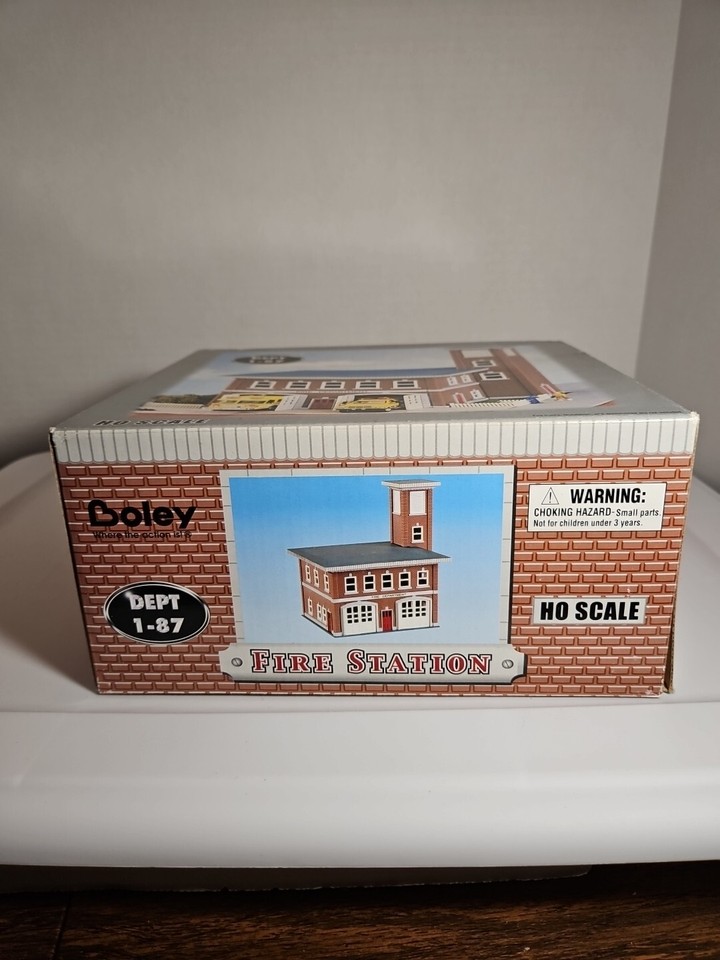 HO SCALE
Boley
Where the action is!®
DEPT
1-87
FIRE STATION
WARNING:
CHOKING HAZARD-Small parts.
Not for children under 3 years.
HO SCALE